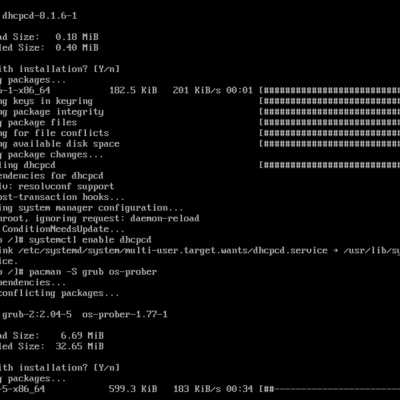 dhcpcd-8.1.6-1
ad Size: 0.18 MiB
led Size: 0.40 MiB
ith installation? [Y/n]
g packages...
6-1-x86_64 182.5 KiB 201 KiB/s 00:01 [##############################
ng keys in keyring [##############################
ng package integrity [##############################
g package files [##############################
ng for file conflicts [##############################
ng available disk space [##############################
g package changes...
ling dhcpcd [##############################
ependencies for dhcpcd
lv: resolvconf support
ost-transaction hooks...
ing system manager configuration...
hroot, ignoring request: daemon-reload
ConditionNeedsUpdate...
o /]# systemctl enable dhcpcd
ink /etc/systemd/system/multi-user.target.wants/dhcpcd.service → /usr/lib/sy
ice.
o /]# pacman -S grub os-prober
ependencies...
conflicting packages...
grub-2:2.04-5 os-prober-1.77-1
ad Size: 6.69 MiB
led Size: 32.65 MiB
ith installation? [Y/n]
g packages...
-5-x86_64 599.3 KiB 183 KiB/s 00:34 [##----------------------------